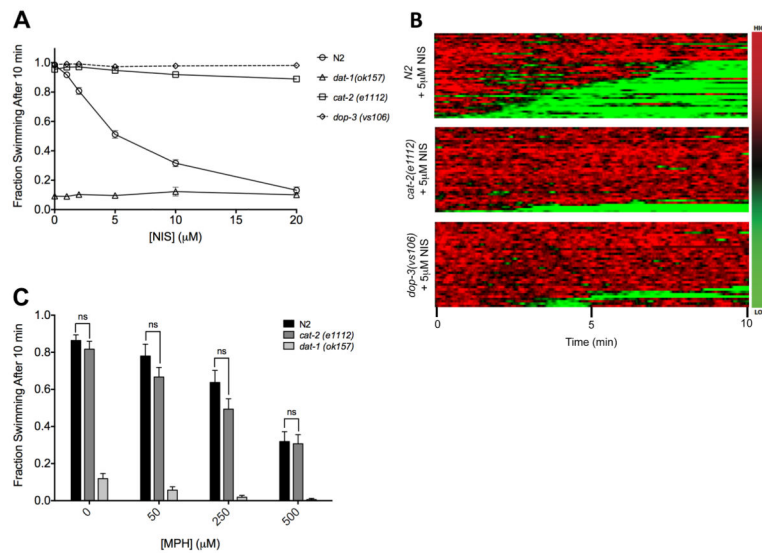 A
Fraction Swimming After 10 min
1.0
0.8
0.6
0.4
0.2
0.0
0
5
10
15
20
[NIS] (μM)
N2
dat-1(ok157)
cat-2 (e1112)
dop-3 (vs106)
B
N2
+ 5μM NIS
cat-2(e1112)
+ 5μM NIS
dop-3(vs106)
+ 5μM NIS
0
5
10
Time (min)
C
Fraction Swimming After 10 min
1.0
0.8
0.6
0.4
0.2
0.0
ns
ns
ns
ns
N2
cat-2 (e1112)
dat-1 (ok157)
0
50
250
500
[MPH] (μM)